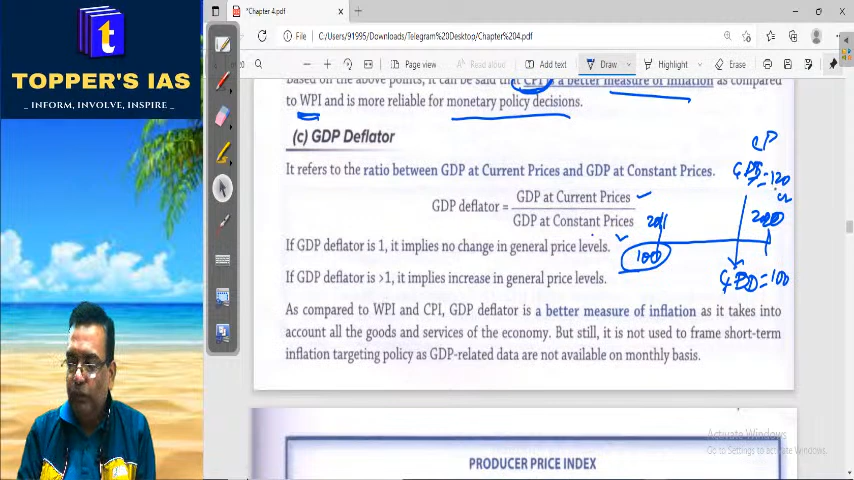 *Chapter 4.pdf
File
C:/Users/91995/Downloads/Telegram%20Desktop/Chapter%204.pdf
Page view
Add text
Draw
Highlight
Erase
TOPPER'S IAS
_ INFORM, INVOLVE, INSPIRE _
Based on the above points, it can be said that CPI is a better measure of inflation as compared
to WPI and is more reliable for monetary policy decisions.
(c) GDP Deflator
It refers to the ratio between GDP at Current Prices and GDP at Constant Prices.
GDP deflator = GDP at Current Prices
GDP at Constant Prices
If GDP deflator is 1, it implies no change in general price levels.
If GDP deflator is >1, it implies increase in general price levels.
As compared to WPI and CPI, GDP deflator is a better measure of inflation as it takes into
account all the goods and services of the economy. But still, it is not used to frame short-term
inflation targeting policy as GDP-related data are not available on monthly basis.
CP
=120
2011
100
=100
PRODUCER PRICE INDEX
Activate Windows
Go to Settings to activate Windows.